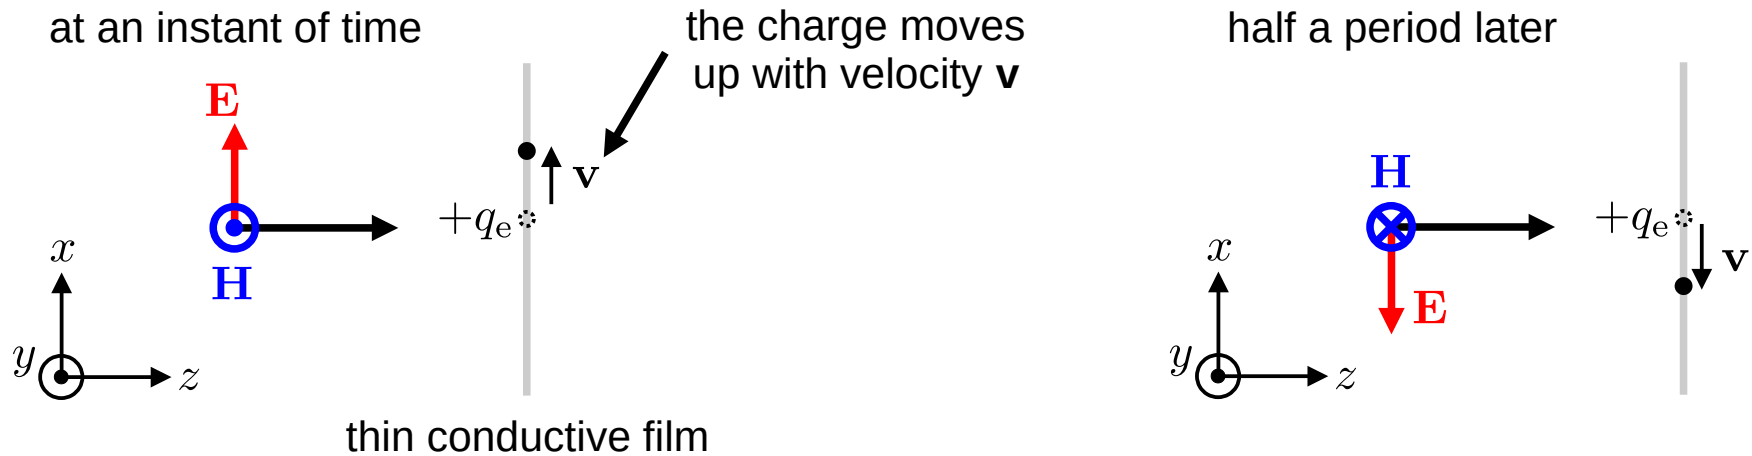 at an instant of time
the charge moves
up with velocity v
half a period later
E
H
+qe
v
x
y
z
thin conductive film
H
E
+qe
v
x
y
z